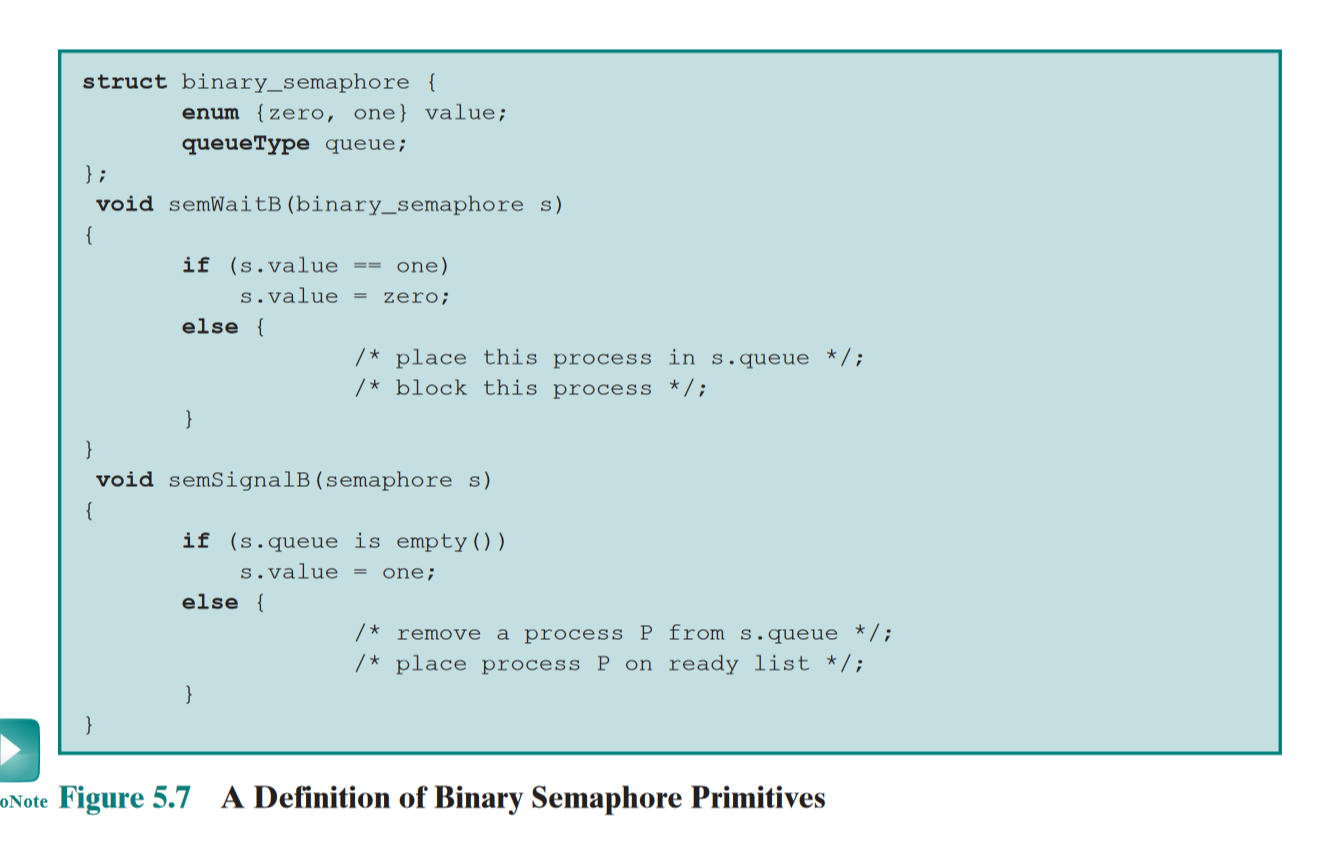 struct binary_semaphore {
enum {zero, one} value;
queueType queue;
};
void semWaitB(binary_semaphore s)
{
if (s.value == one)
s.value = zero;
else {
/* place this process in s.queue */;
/* block this process */;
}
}
void semSignalB(semaphore s)
{
if (s.queue is empty())
s.value = one;
else {
/* remove a process P from s.queue */;
/* place process P on ready list */;
}
}
oNote Figure 5.7 A Definition of Binary Semaphore Primitives